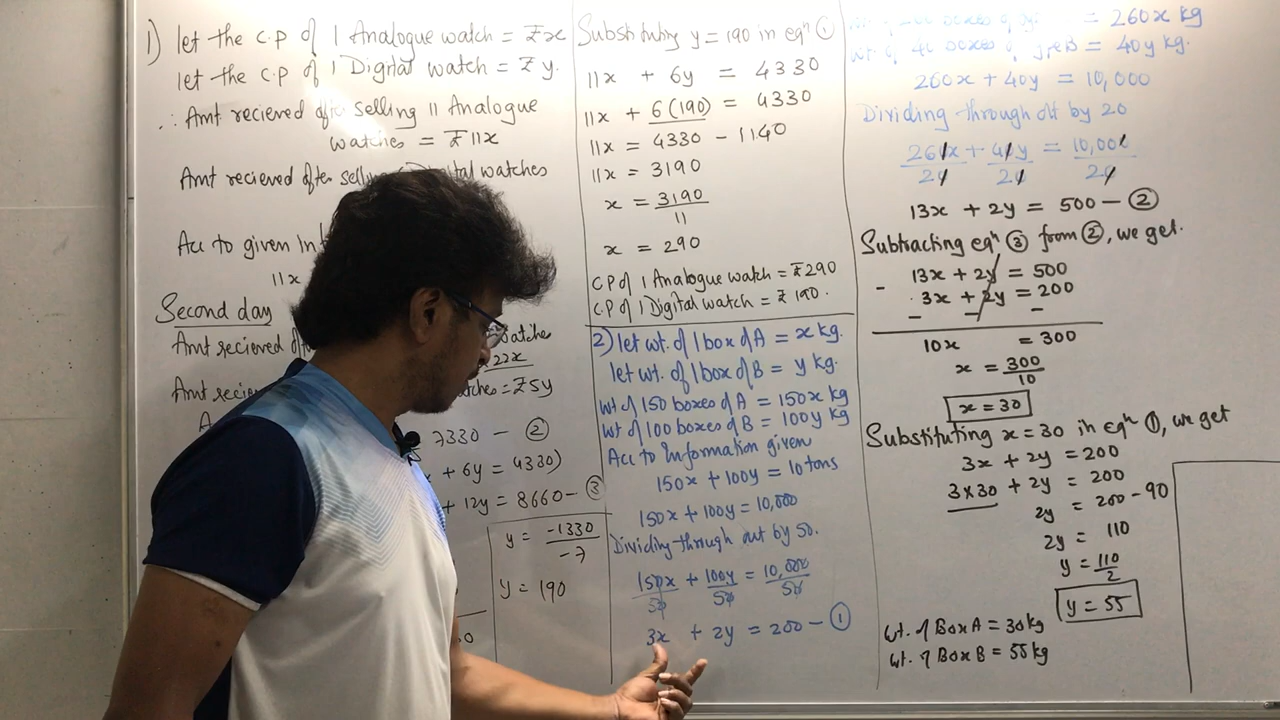 1) let the C.P of 1 Analogue watch = ₹x
let the C.P of 1 Digital watch = ₹ y.
∴ Amt recieved after selling 11 Analogue
watches = ₹11x
Amt recieved after watches
Acc to given
11x
Second day
Amt recieved
22x
Amt = ₹5y
7330 — ②
+ 6y = 4330)
+ 12y = 8660 — ③
y = -1330 / -7
y = 190
Substituting y = 190 in eqⁿ ①
11x + 6y = 4330
11x + 6(190) = 4330
11x = 4330 - 1140
11x = 3190
x = 3190 / 11
x = 290
CP of 1 Analogue watch = ₹290
CP of 1 Digital watch = ₹ 190.
2) let wt. of 1 box of A = x kg.
let wt. of 1 box of B = y kg.
wt of 150 boxes of A = 150x kg
wt of 100 boxes of B = 100y kg
Acc to Information given
150x + 100y = 10 tons
150x + 100y = 10,000
Dividing through out by 50.
150x / 50 + 100y / 50 = 10,000 / 50
3x + 2y = 200 — ①
boxes of = 260x kg
wt of 40 boxes of type B = 40y kg.
260x + 40y = 10,000
Dividing through out by 20
260x / 20 + 40y / 20 = 10,000 / 20
13x + 2y = 500 — ②
Subtracting eqⁿ ③ from ②, we get.
13x + 2y = 500
- 3x + 2y = 200
— — —
10x = 300
x = 300 / 10
x = 30
Substituting x = 30 in eqⁿ ①, we get
3x + 2y = 200
3×30 + 2y = 200
2y = 200 - 90
2y = 110
y = 110 / 2
y = 55
wt. of Box A = 30kg
wt. of Box B = 55kg